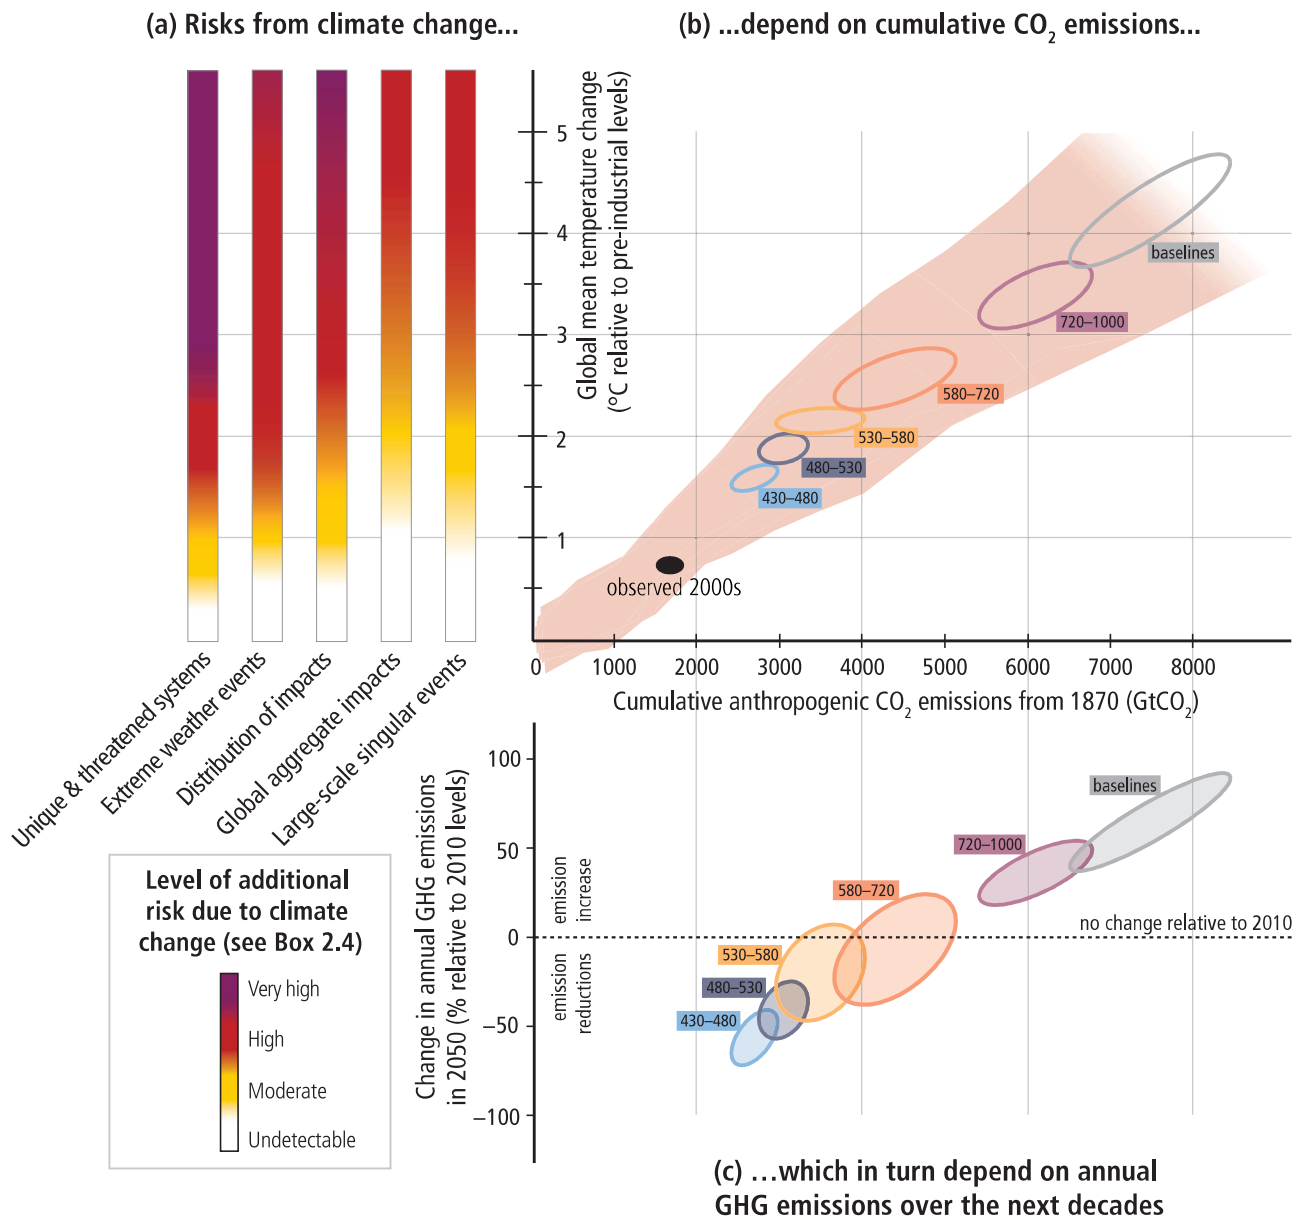 (a) Risks from climate change...
Unique & threatened systems
Extreme weather events
Distribution of impacts
Global aggregate impacts
Large-scale singular events
Level of additional
risk due to climate
change (see Box 2.4)
Very high
High
Moderate
Undetectable
(b) ...depend on cumulative CO2 emissions...
Global mean temperature change
(°C relative to pre-industrial levels)
5
4
3
2
1
baselines
720–1000
580–720
530–580
480–530
430–480
observed 2000s
0 1000 2000 3000 4000 5000 6000 7000 8000
Cumulative anthropogenic CO2 emissions from 1870 (GtCO2)
Change in annual GHG emissions
in 2050 (% relative to 2010 levels)
100
50
0
−50
−100
emission
increase
emission
reductions
baselines
720–1000
580–720
no change relative to 2010
530–580
480–530
430–480
(c) ...which in turn depend on annual
GHG emissions over the next decades